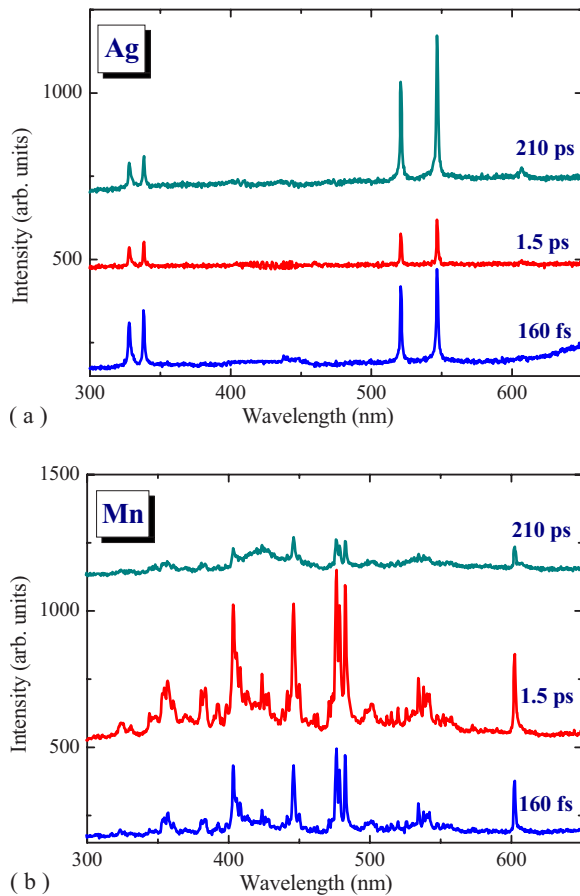 Ag
1000
500
Intensity (arb. units)
210 ps
1.5 ps
160 fs
300
400
500
600
Wavelength (nm)
( a )
Mn
1500
1000
500
Intensity (arb. units)
210 ps
1.5 ps
160 fs
300
400
500
600
Wavelength (nm)
( b )